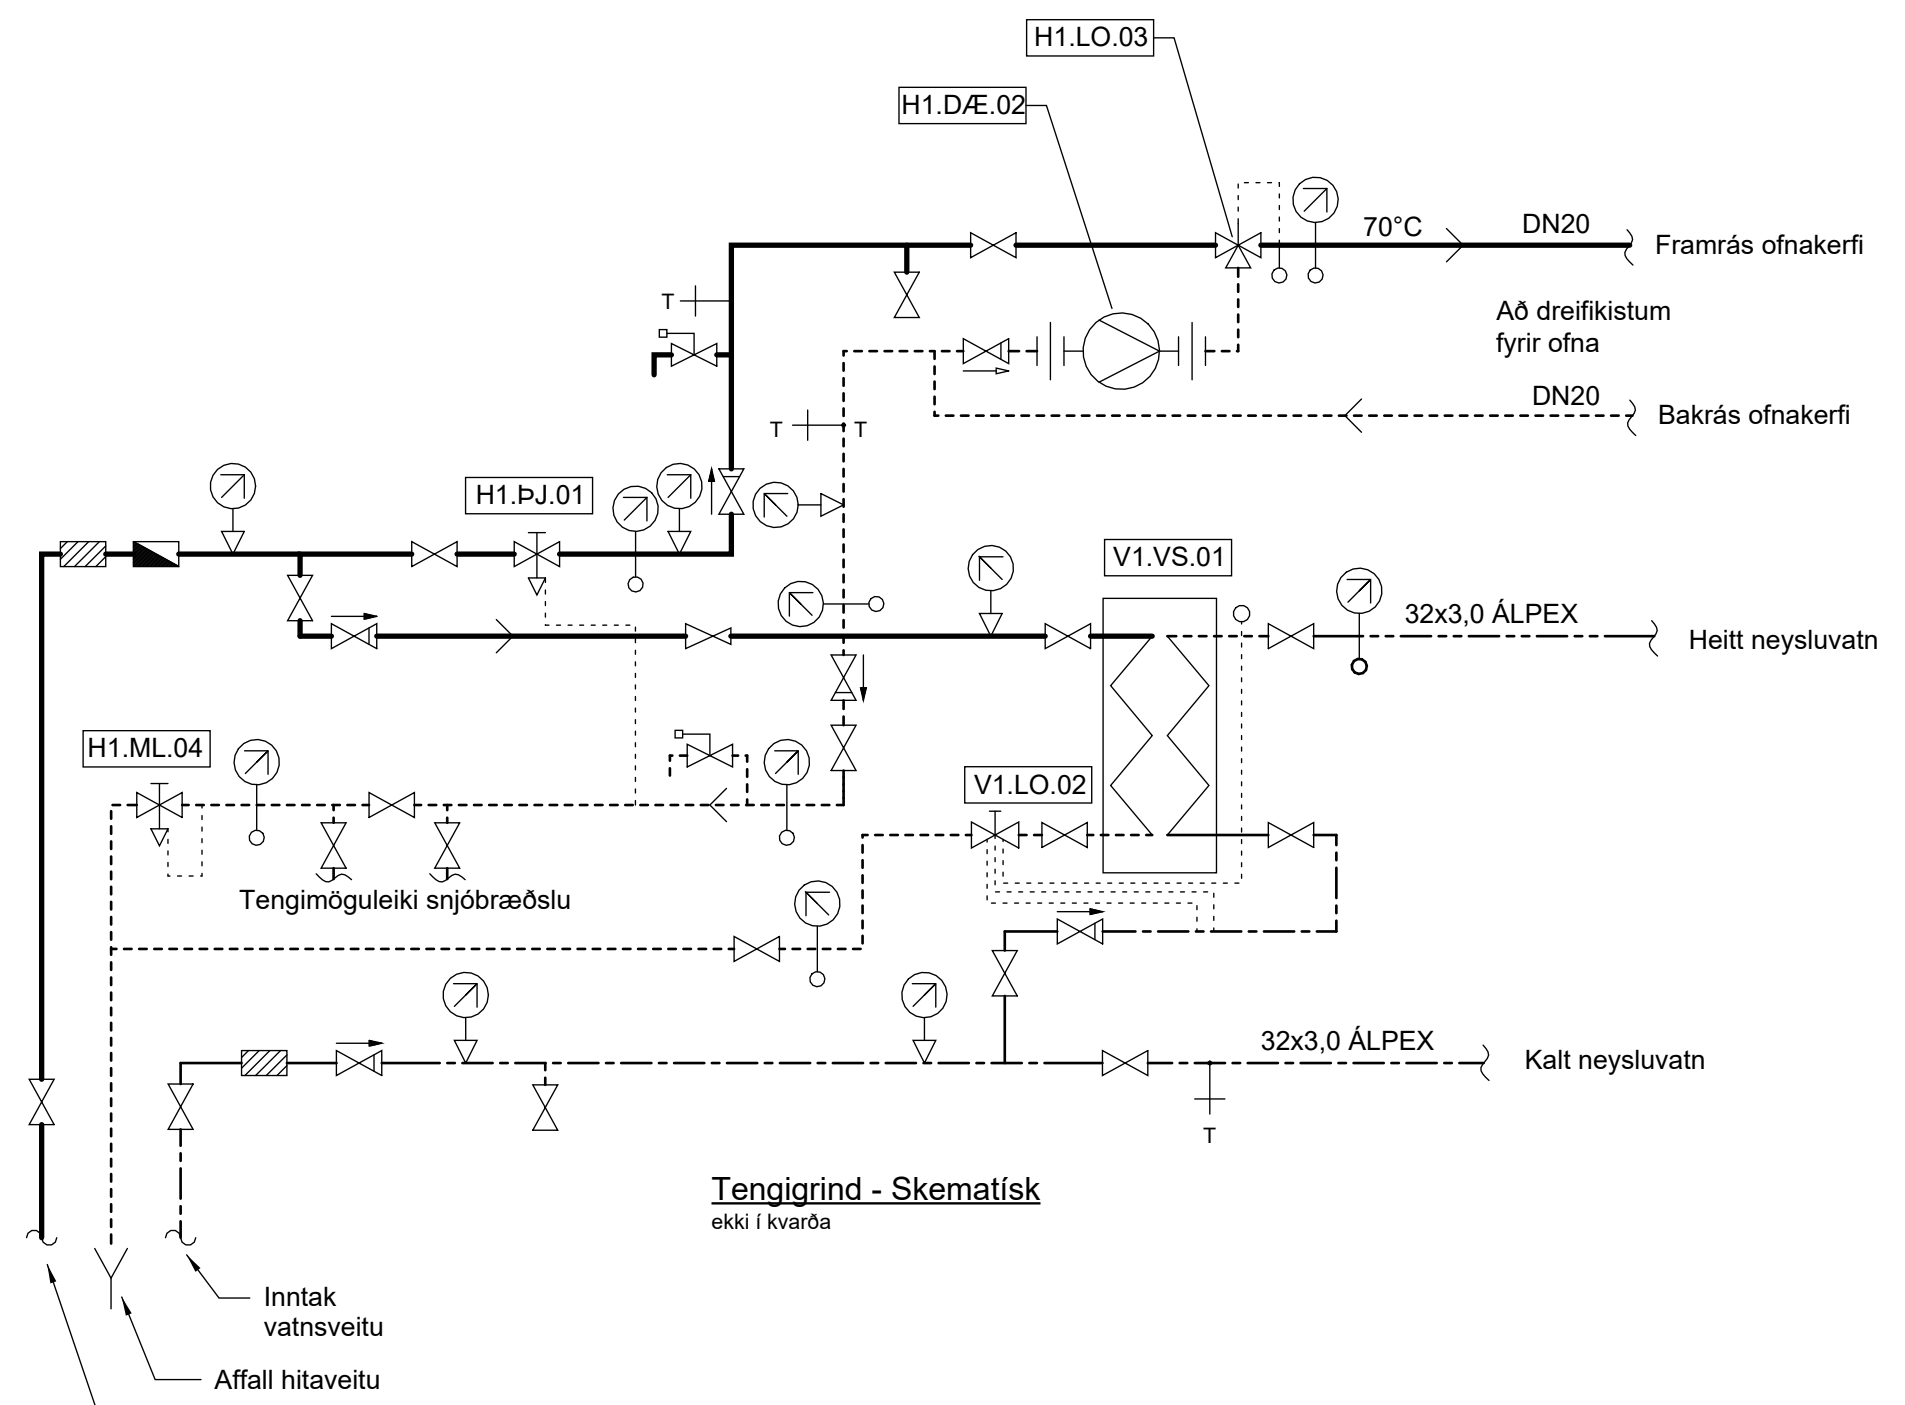 H1.LO.03
H1.DÆ.02
70°C
DN20
Framrás ofnakerfi
T
Að dreifikistum
fyrir ofna
DN20
Bakrás ofnakerfi
T
T
H1.ÞJ.01
V1.VS.01
32x3,0 ÁLPEX
Heitt neysluvatn
H1.ML.04
V1.LO.02
Tengimöguleiki snjóbræðslu
32x3,0 ÁLPEX
Kalt neysluvatn
T
Tengigrind - Skematísk
ekki í kvarða
Inntak
vatnsveitu
Affall hitaveitu